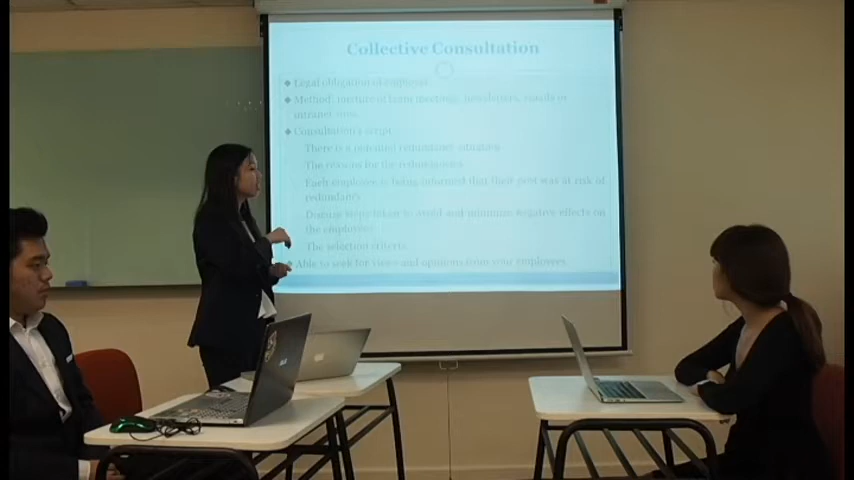 Collective Consultation
Legal obligation of employer
Method: mixture of team meetings, newsletters, emails or
intranet sites.
Consultation's script
There is a potential redundancy situation
The reasons for the redundancies
Each employee is being informed that their post was at risk of
redundancy
Discuss steps taken to avoid and minimize negative effects on
the employees
The selection criteria
Able to seek for views and opinions from your employees.